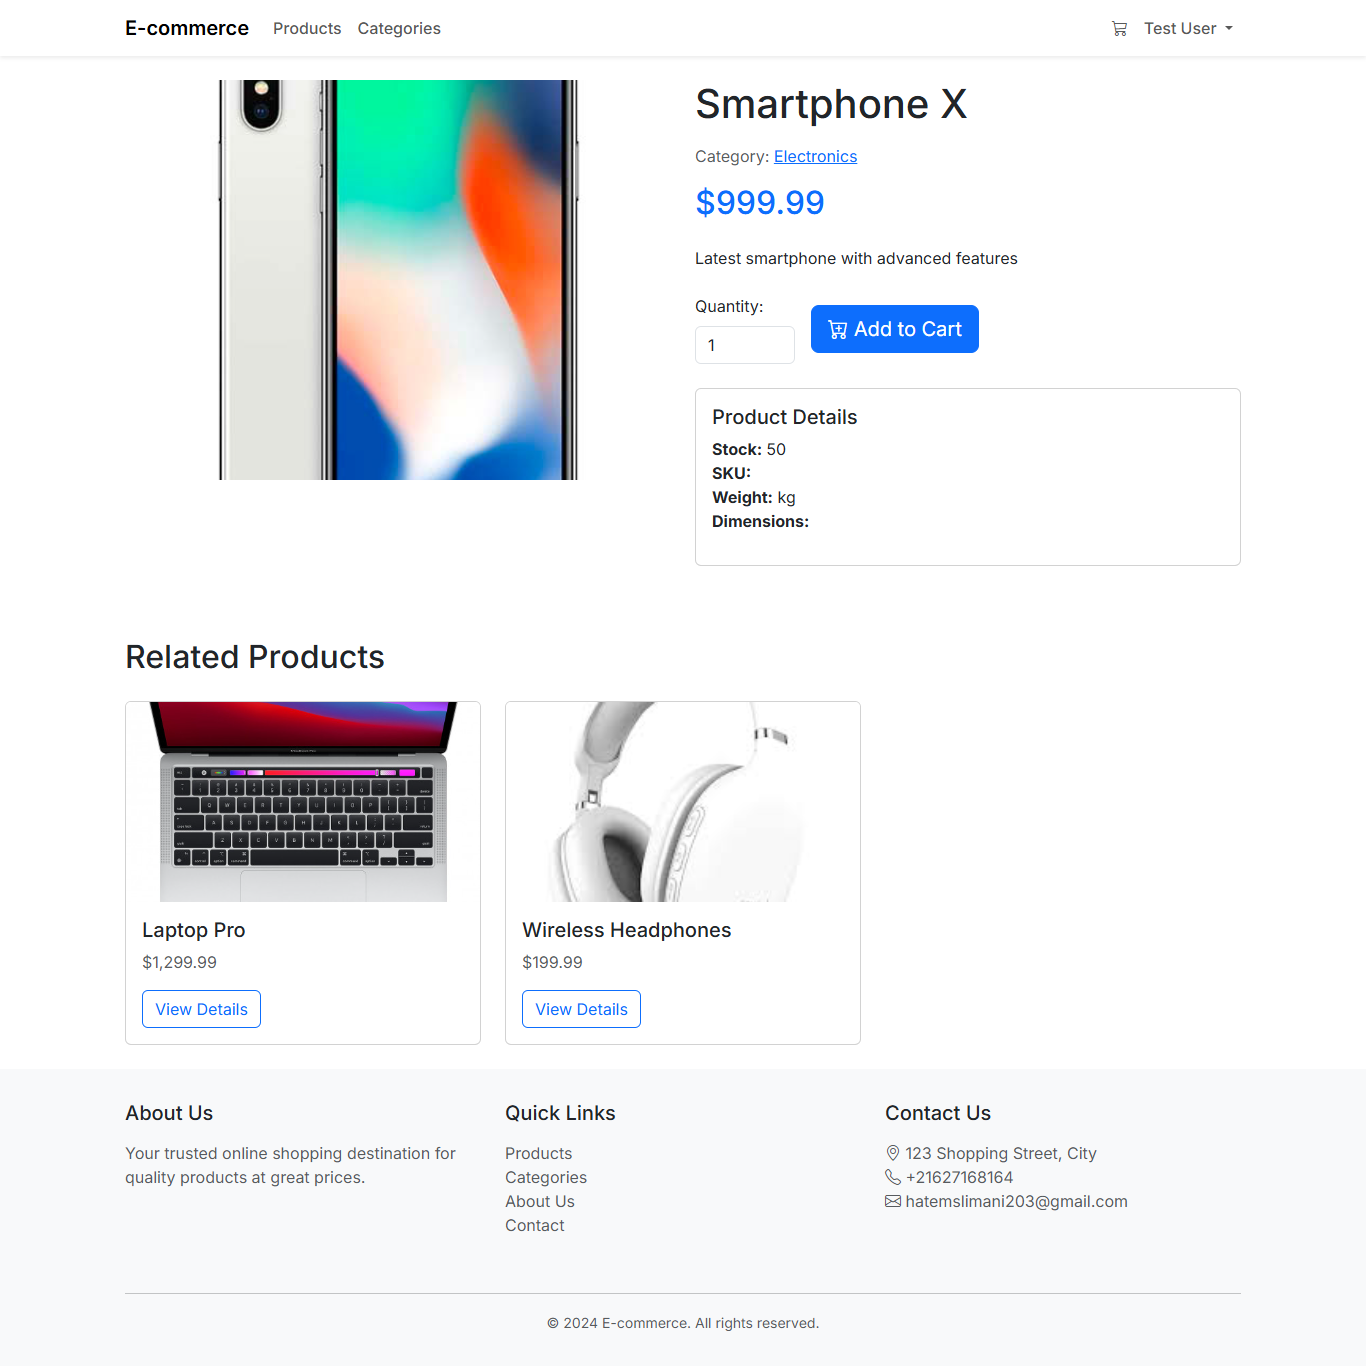 E-commerce Products Categories Test User
Smartphone X
Category: Electronics
$999.99
Latest smartphone with advanced features
Quantity:
1
Add to Cart
Product Details
Stock: 50
SKU:
Weight: kg
Dimensions:
Related Products
Laptop Pro
$1,299.99
View Details
Wireless Headphones
$199.99
View Details
About Us
Your trusted online shopping destination for
quality products at great prices.
Quick Links
Products
Categories
About Us
Contact
Contact Us
123 Shopping Street, City
+21627168164
hatemslimani203@gmail.com
© 2024 E-commerce. All rights reserved.